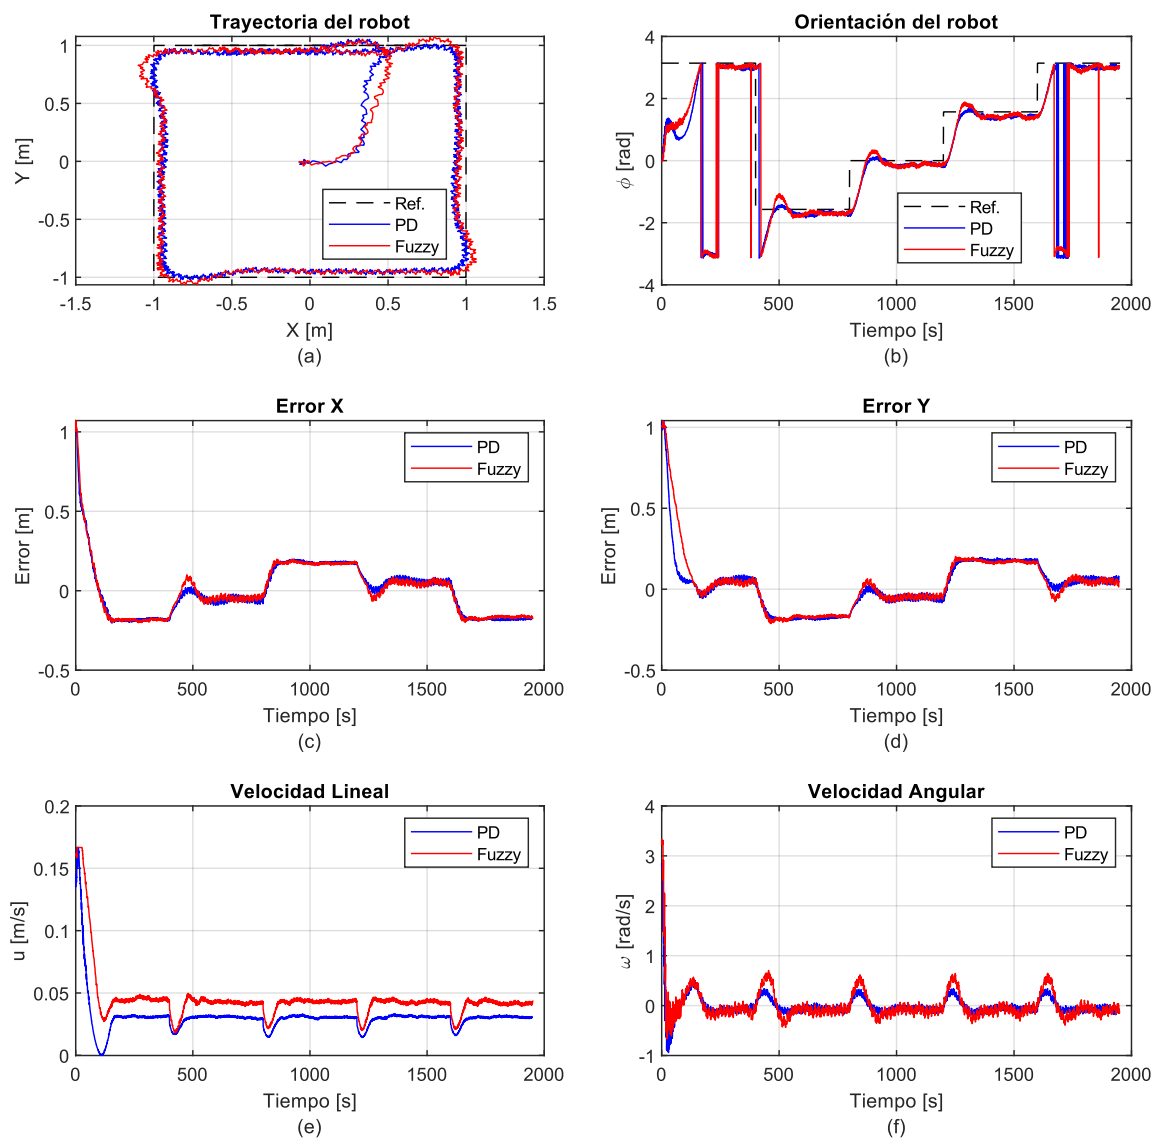 Trayectoria del robot
1
0.5
0
-0.5
-1
Y [m]
-1.5 -1 -0.5 0 0.5 1 1.5
X [m]
(a)
Ref.
PD
Fuzzy
Orientación del robot
4
2
0
-2
-4
ϕ [rad]
0 500 1000 1500 2000
Tiempo [s]
(b)
Ref.
PD
Fuzzy
Error X
1
0.5
0
-0.5
Error [m]
0 500 1000 1500 2000
Tiempo [s]
(c)
PD
Fuzzy
Error Y
1
0.5
0
-0.5
Error [m]
0 500 1000 1500 2000
Tiempo [s]
(d)
PD
Fuzzy
Velocidad Lineal
0.2
0.15
0.1
0.05
0
u [m/s]
0 500 1000 1500 2000
Tiempo [s]
(e)
PD
Fuzzy
Velocidad Angular
4
3
2
1
0
-1
ω [rad/s]
0 500 1000 1500 2000
Tiempo [s]
(f)
PD
Fuzzy